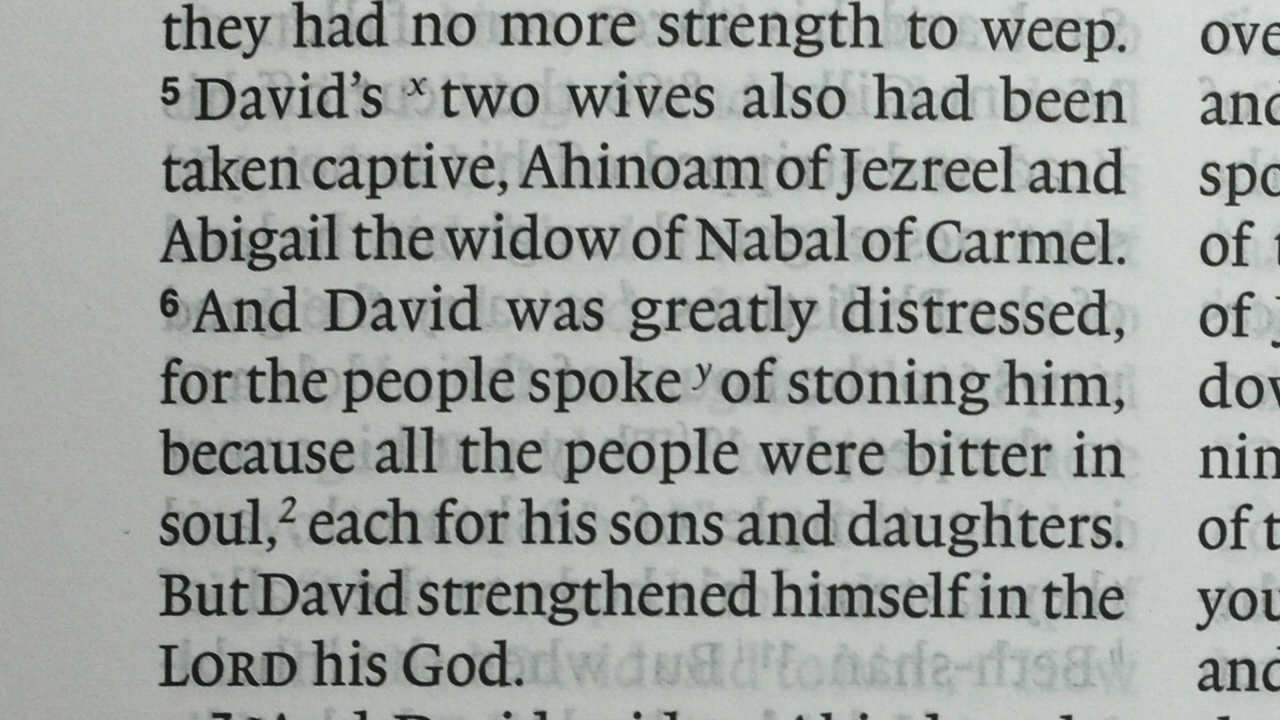 they had no more strength to weep.
5 David's x two wives also had been
taken captive, Ahinoam of Jezreel and
Abigail the widow of Nabal of Carmel.
6 And David was greatly distressed,
for the people spoke y of stoning him,
because all the people were bitter in
soul,2 each for his sons and daughters.
But David strengthened himself in the
LORD his God.
of
of
of